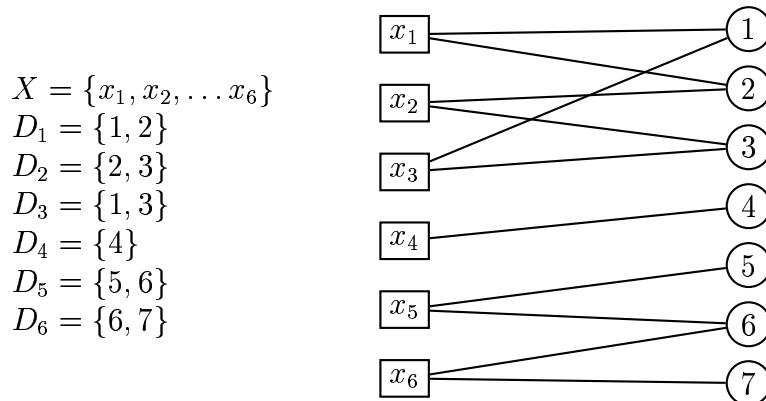 X = {x₁, x₂, … x₆}
D₁ = {1, 2}
D₂ = {2, 3}
D₃ = {1, 3}
D₄ = {4}
D₅ = {5, 6}
D₆ = {6, 7}
x₁
x₂
x₃
x₄
x₅
x₆
1
2
3
4
5
6
7